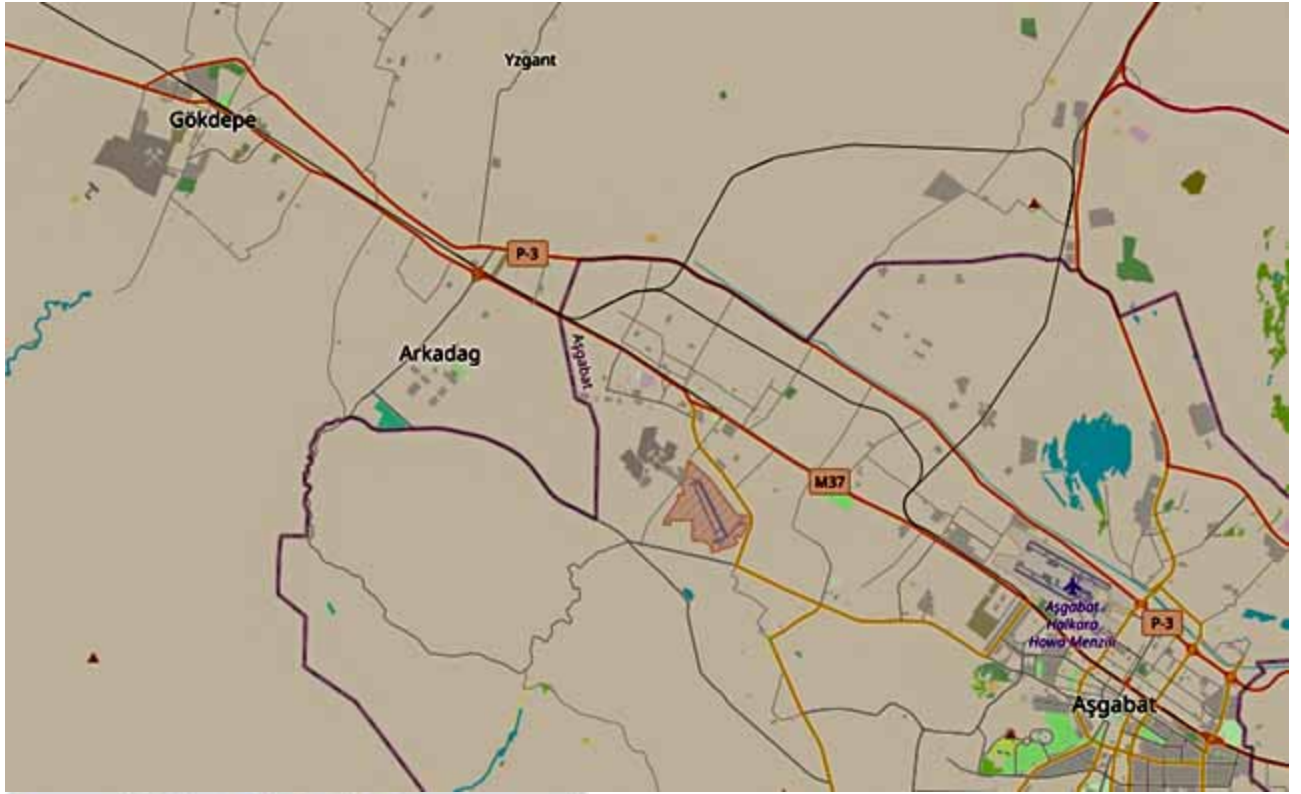 Yzgant
Gökdepe
P-3
Arkadag
Aşgabat
M37
Aşgabat
Halkara
Howa Menzili
P-3
Aşgabat